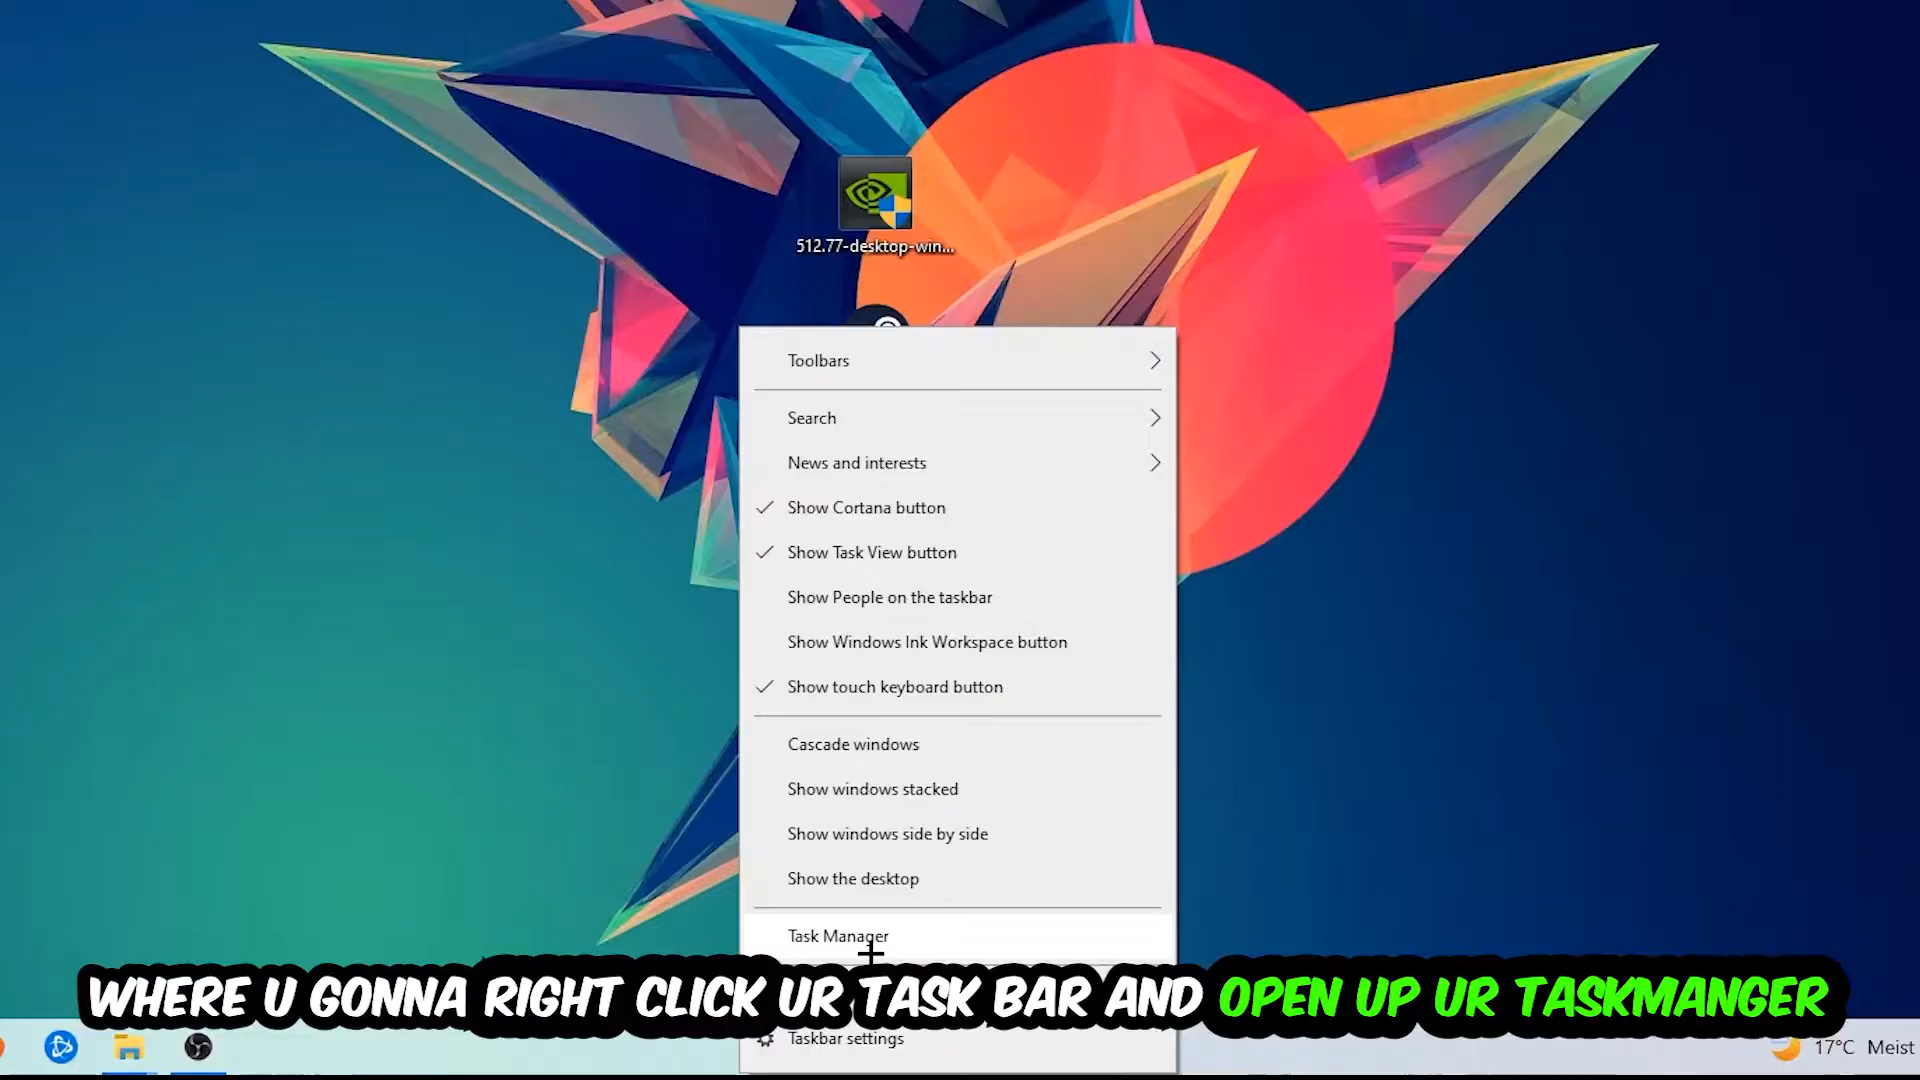 512.77-desktop-win...
Toolbars
Search
News and interests
Show Cortana button
Show Task View button
Show People on the taskbar
Show Windows Ink Workspace button
Show touch keyboard button
Cascade windows
Show windows stacked
Show windows side by side
Show the desktop
Task Manager
WHERE U GONNA RIGHT CLICK UR TASK BAR AND OPEN UP UR TASKMANGER
Taskbar settings
17°C Meist